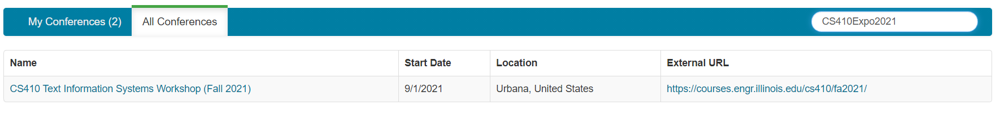 My Conferences (2) All Conferences CS410Expo2021
Name Start Date Location External URL
CS410 Text Information Systems Workshop (Fall 2021) 9/1/2021 Urbana, United States https://courses.engr.illinois.edu/cs410/fa2021/